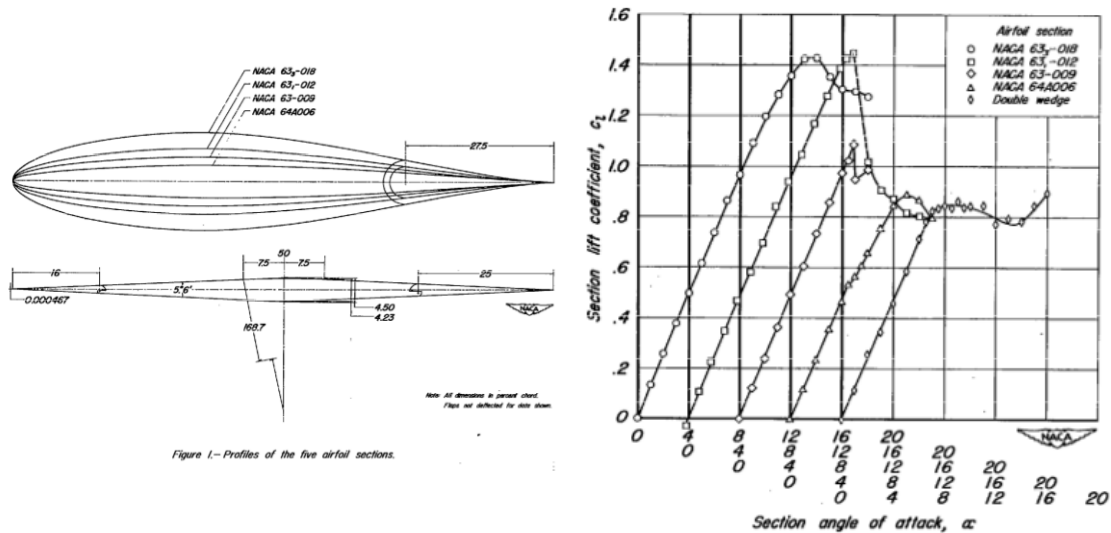 NACA 63₃-018
NACA 63₁-012
NACA 63-009
NACA 64A006
27.5
50
7.5 7.5
16
25
5.16°
0.000467
4.50
4.23
168.7
NACA
Note: All dimensions in percent chord.
Flaps not deflected for data shown.
Figure 1.– Profiles of the five airfoil sections.
1.6
1.4
1.2
1.0
.8
.6
.4
.2
0
Section lift coefficient, c_l
Airfoil section
NACA 63₃-018
NACA 63₁-012
NACA 63-009
NACA 64A006
Double wedge
NACA
0 4 8 12 16 20
0 4 8 12 16 20
0 4 8 12 16 20
0 4 8 12 16 20
0 4 8 12 16 20
Section angle of attack, α